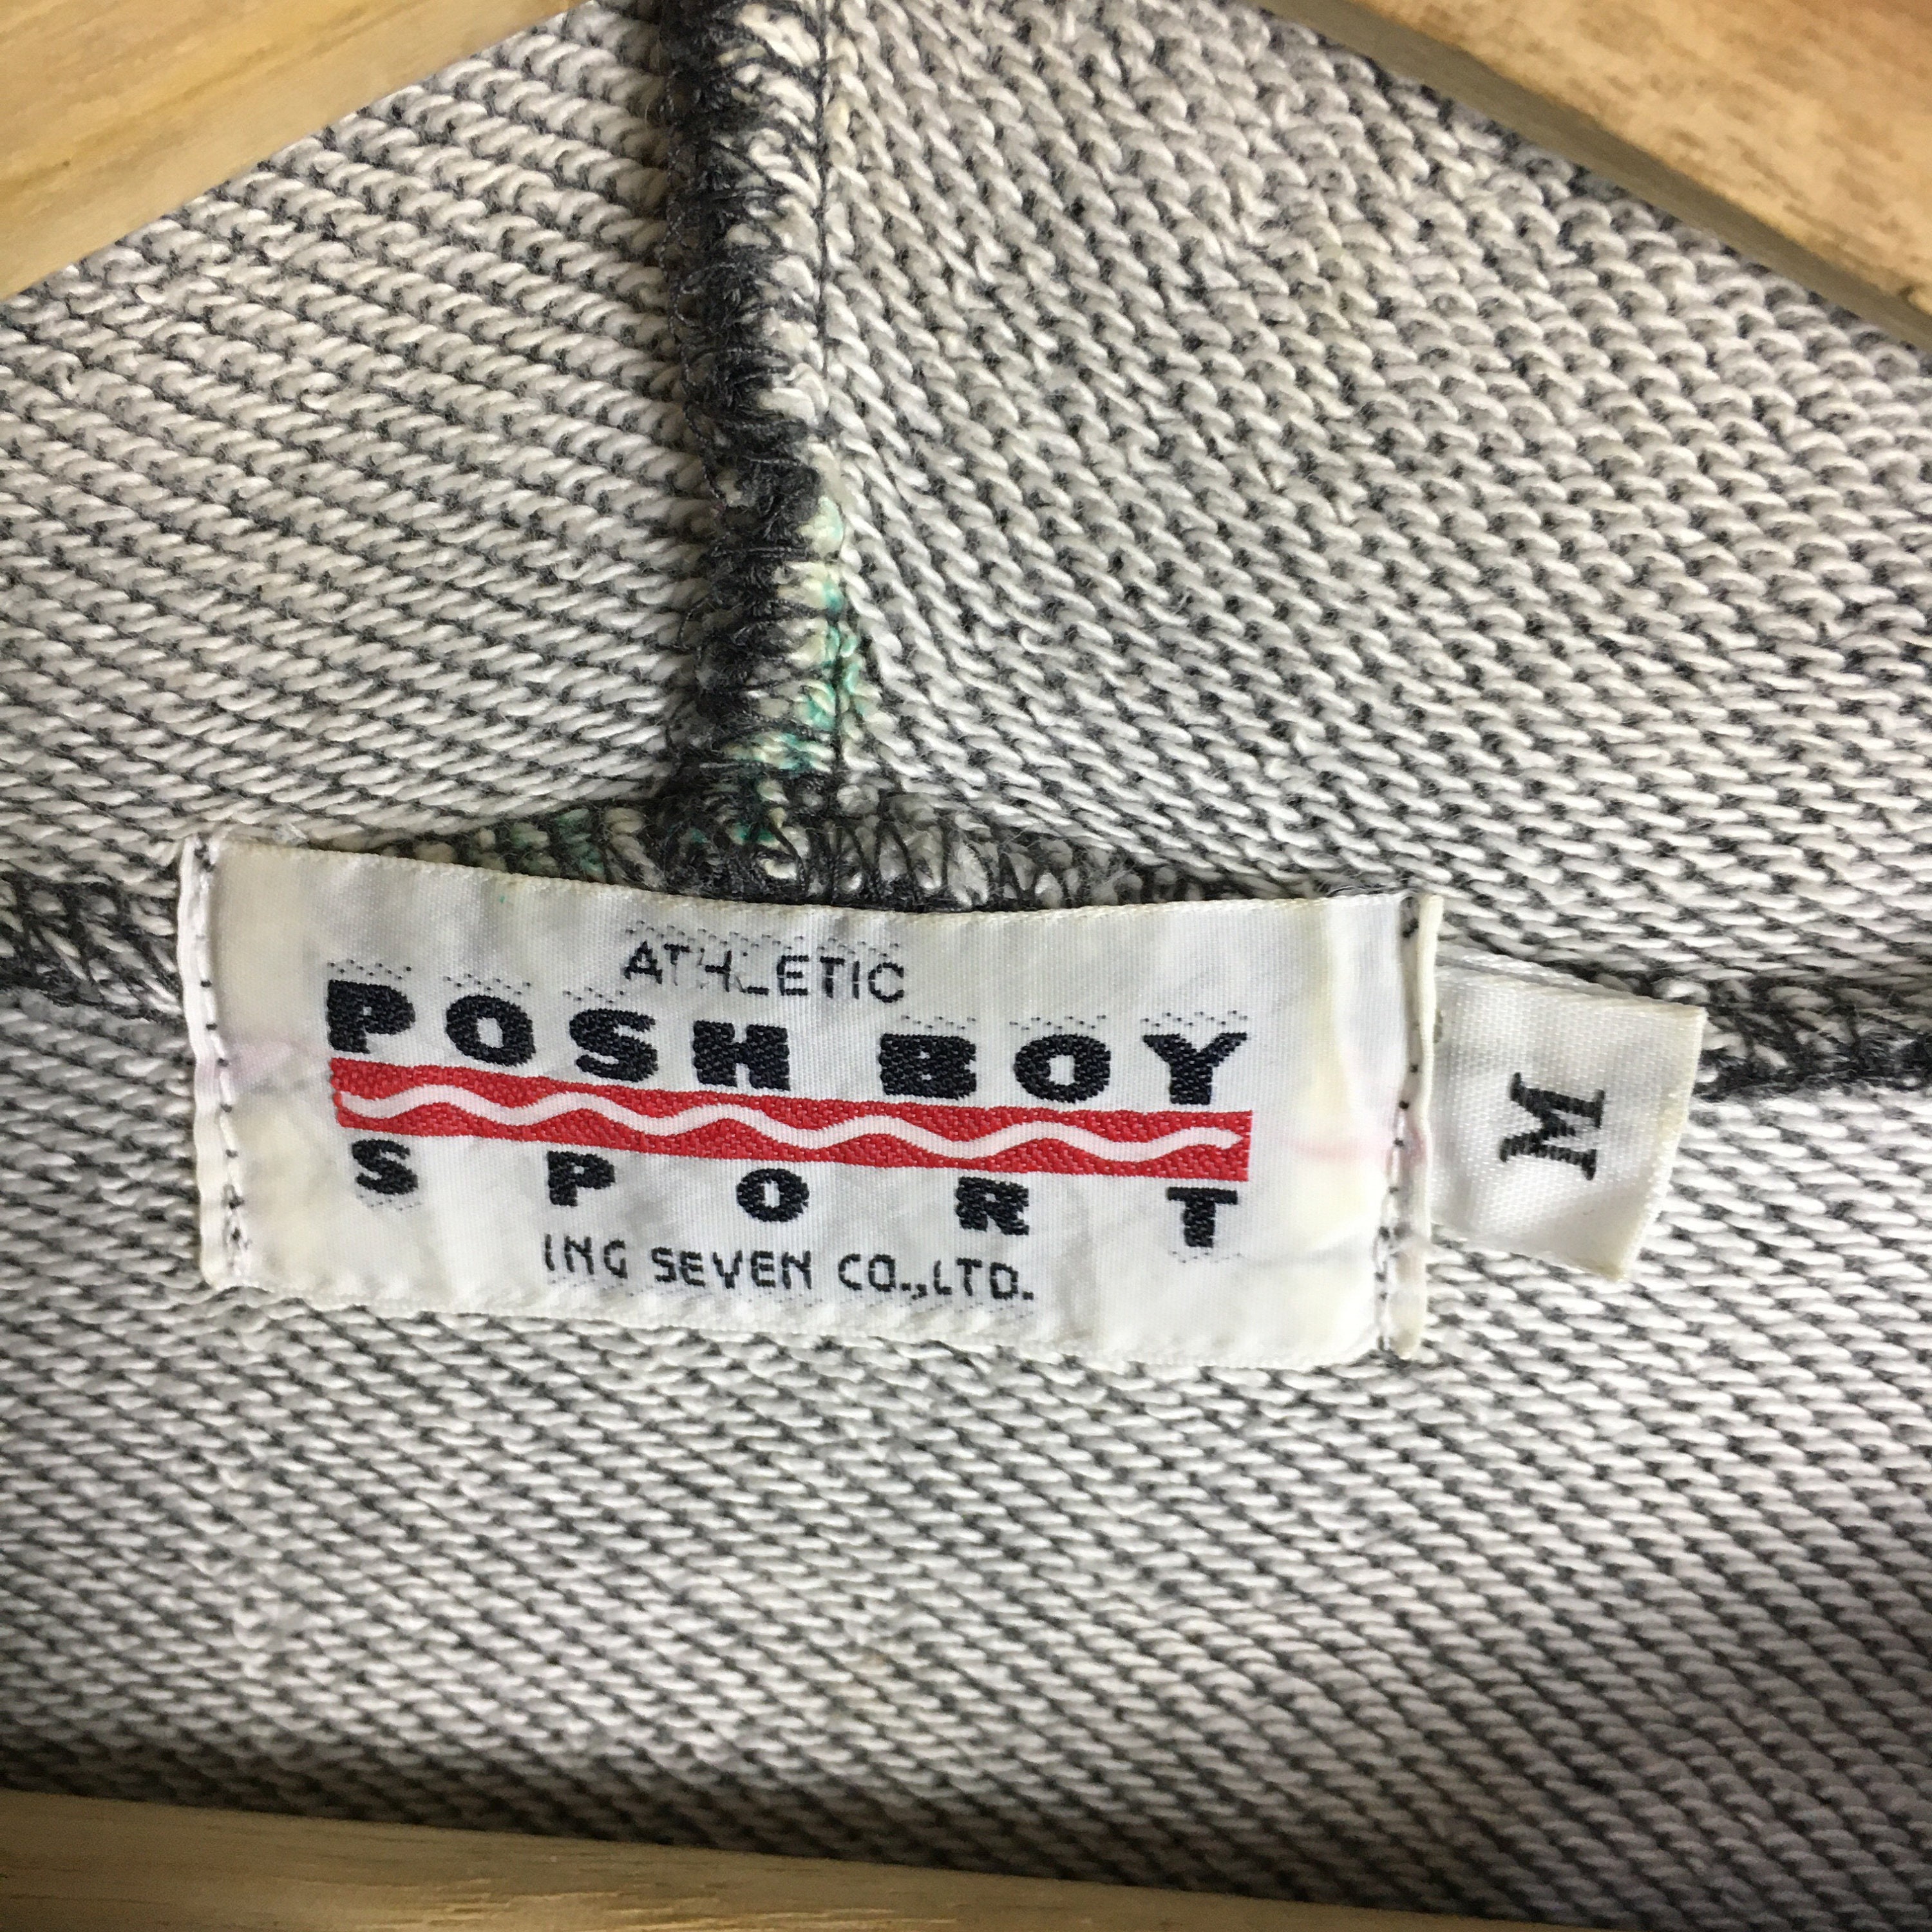 ATHLETIC
POSH BOY
SPORT
ING SEVEN CO.,LTD.
M